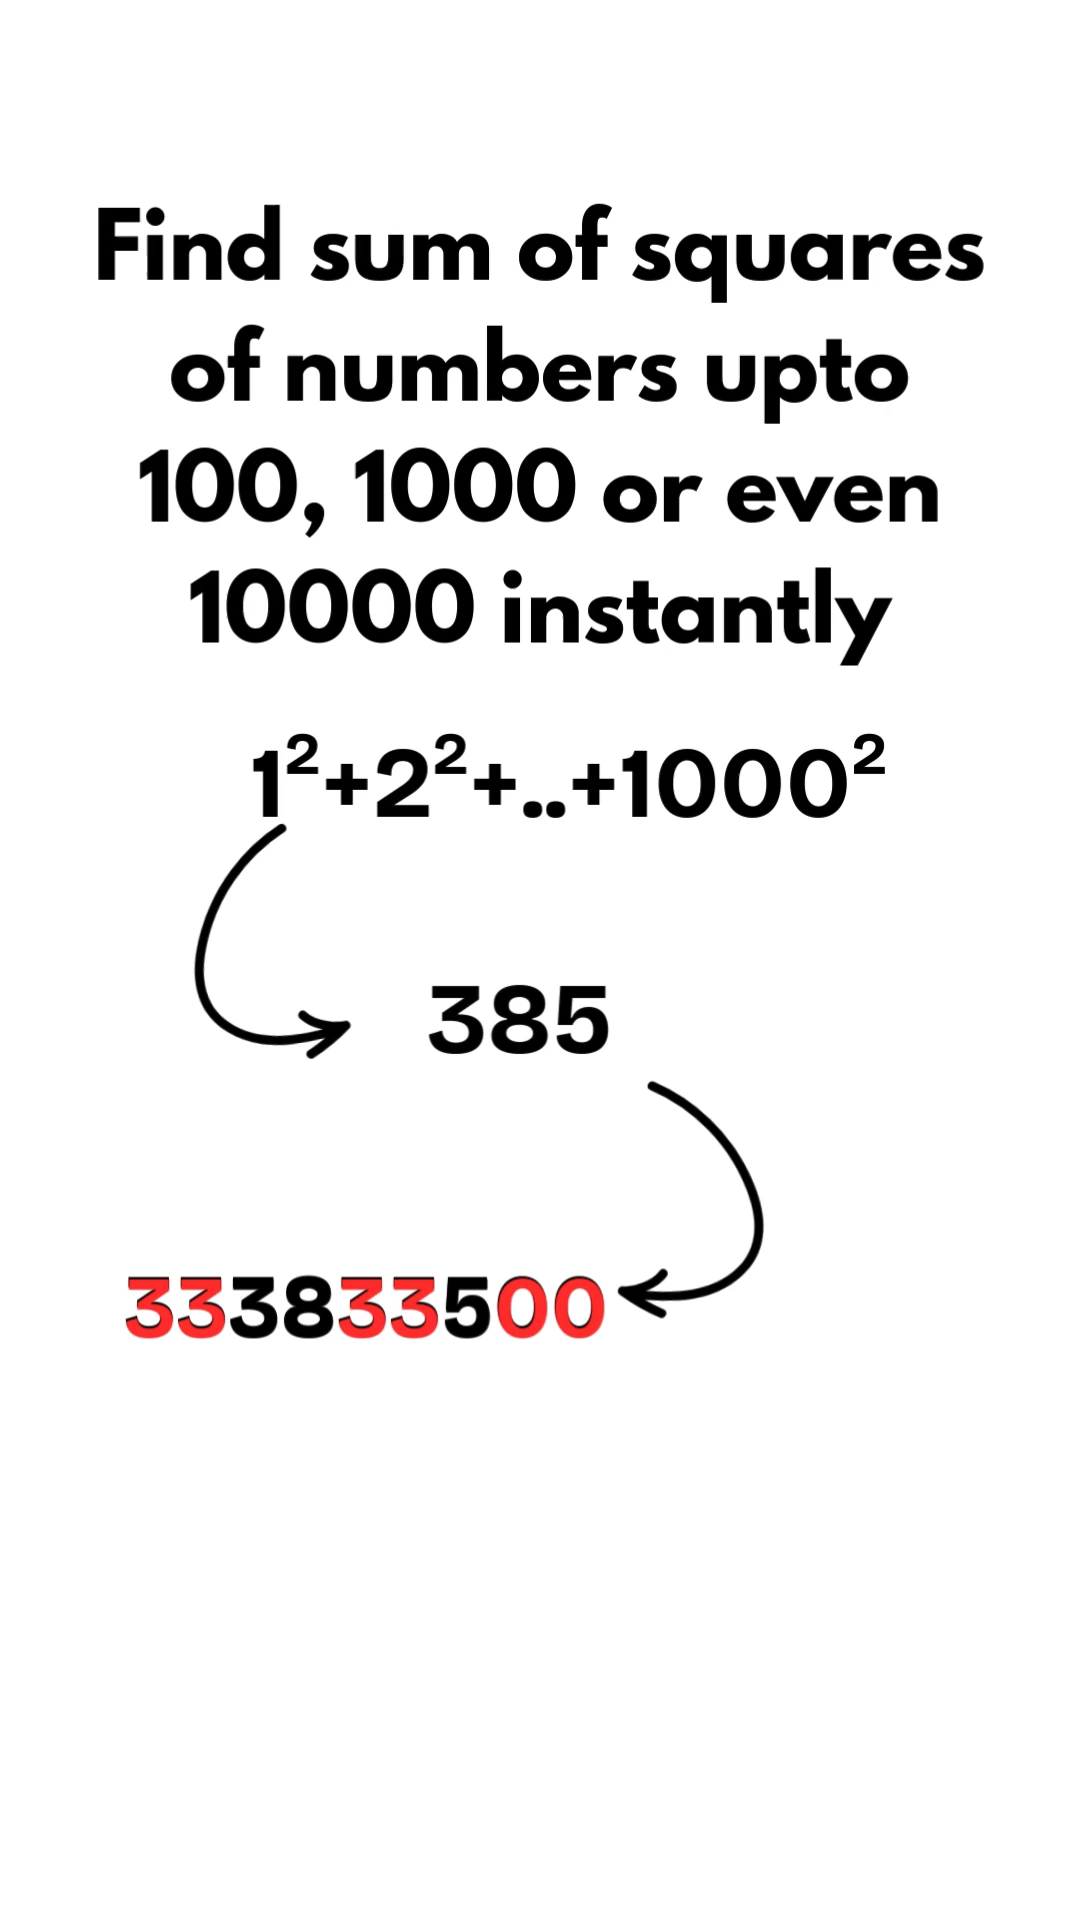 Find sum of squares
of numbers upto
100, 1000 or even
10000 instantly
1²+2²+..+1000²
385
333833500